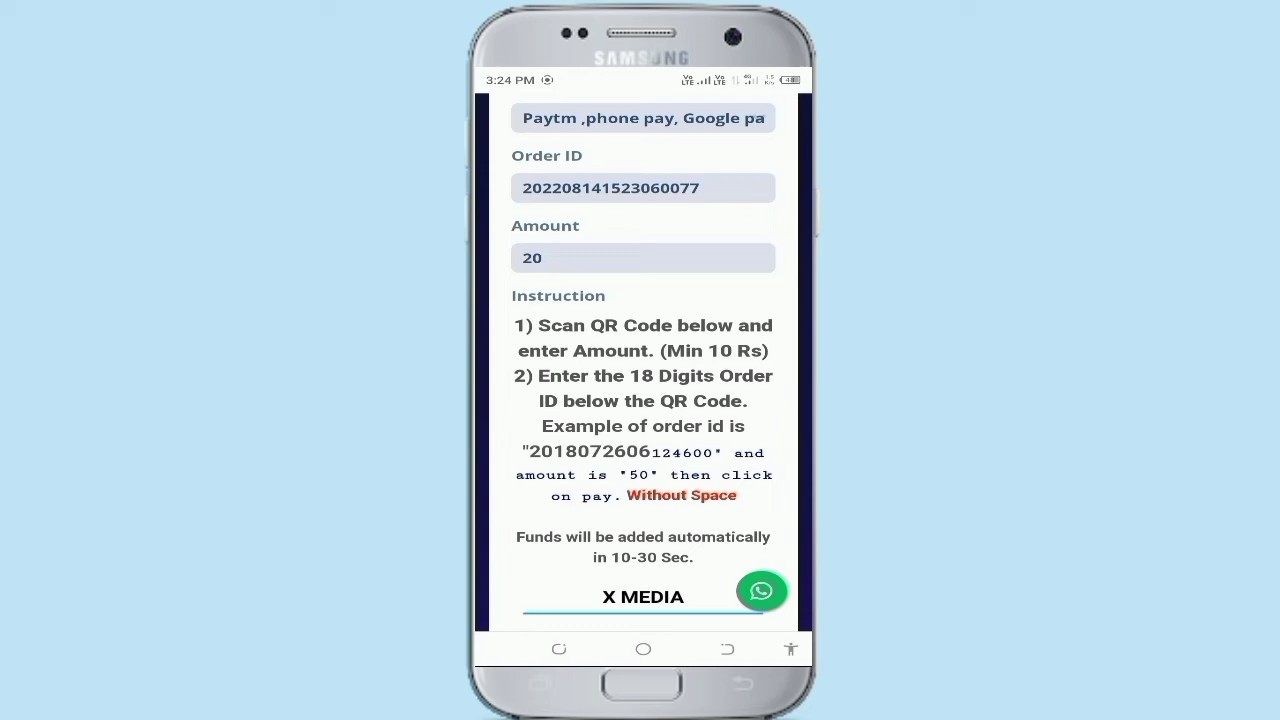 SAMSUNG
3:24 PM
Paytm ,phone pay, Google pa
Order ID
202208141523060077
Amount
20
Instruction
1) Scan QR Code below and
enter Amount. (Min 10 Rs)
2) Enter the 18 Digits Order
ID below the QR Code.
Example of order id is
"2018072606124600" and
amount is "50" then click
on pay. Without Space
Funds will be added automatically
in 10-30 Sec.
X MEDIA